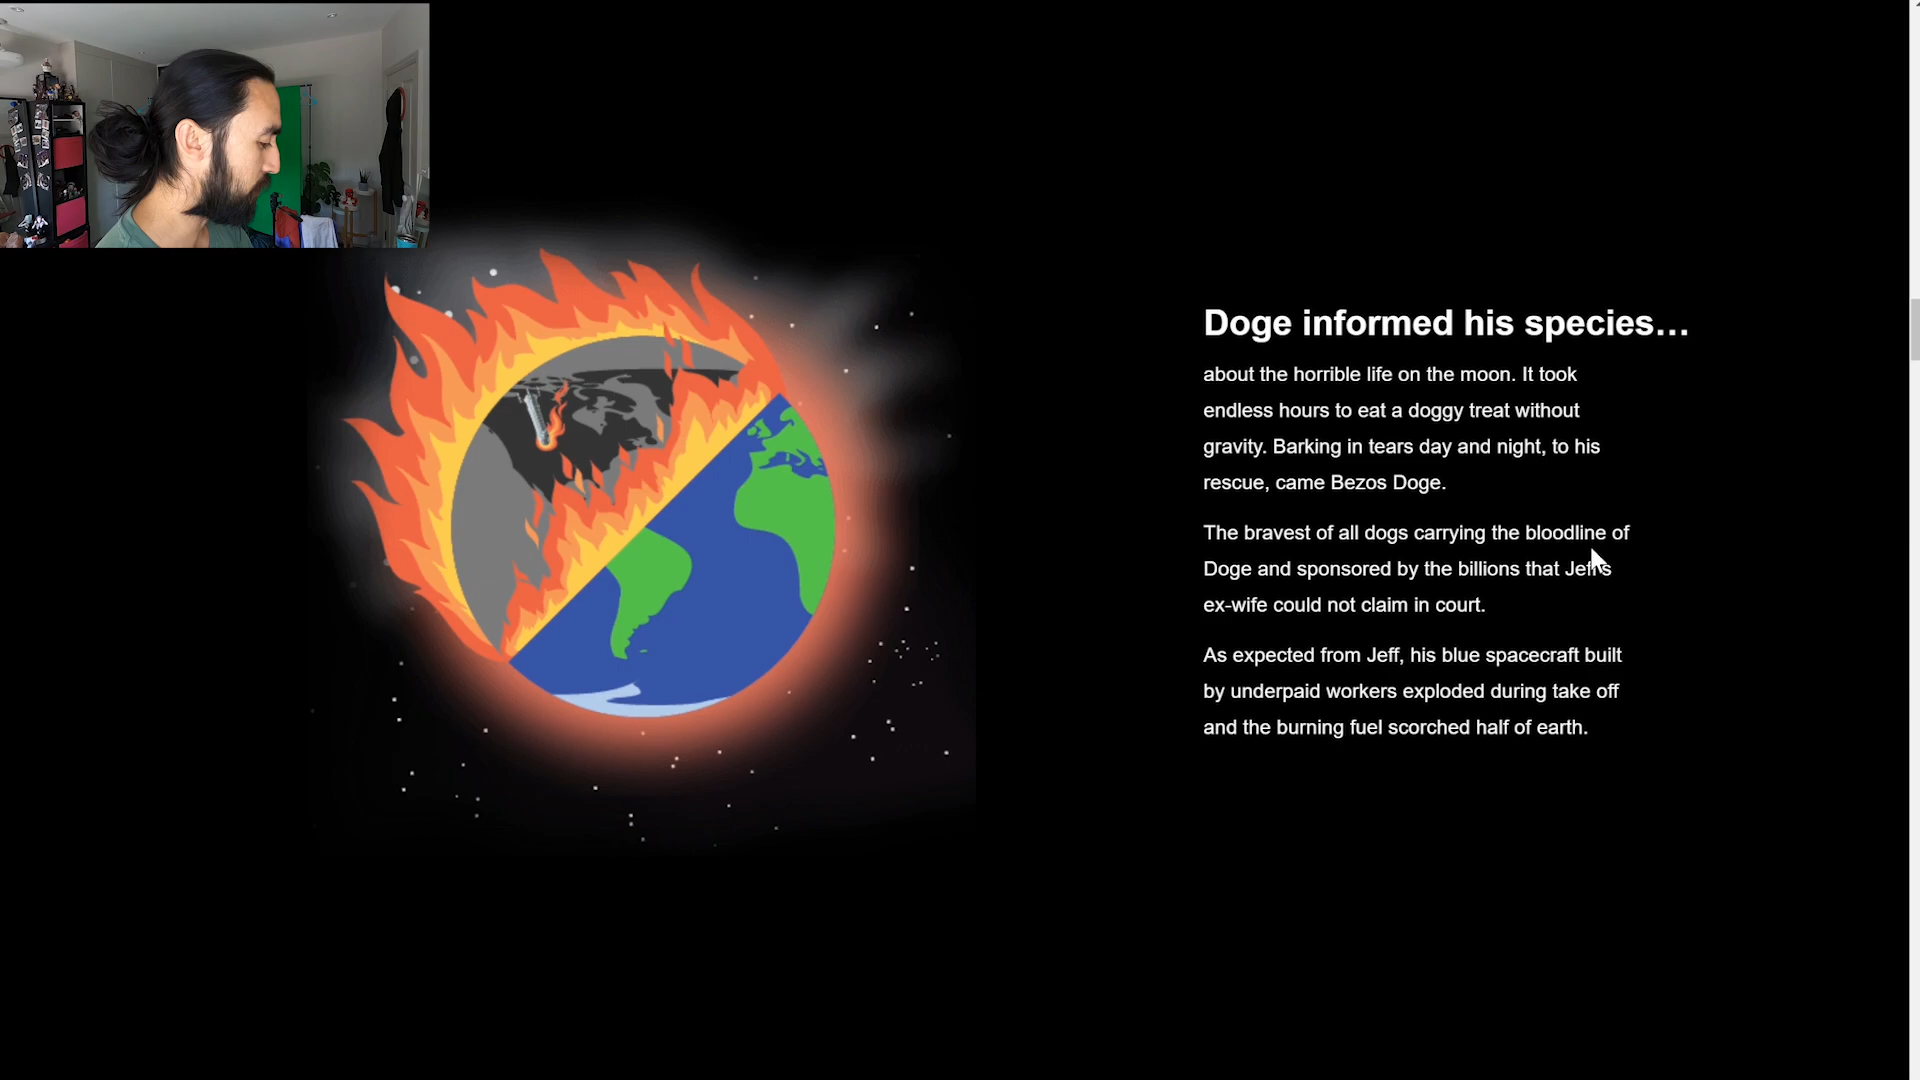 Doge informed his species...
about the horrible life on the moon. It took
endless hours to eat a doggy treat without
gravity. Barking in tears day and night, to his
rescue, came Bezos Doge.
The bravest of all dogs carrying the bloodline of
Doge and sponsored by the billions that Jeff's
ex-wife could not claim in court.
As expected from Jeff, his blue spacecraft built
by underpaid workers exploded during take off
and the burning fuel scorched half of earth.